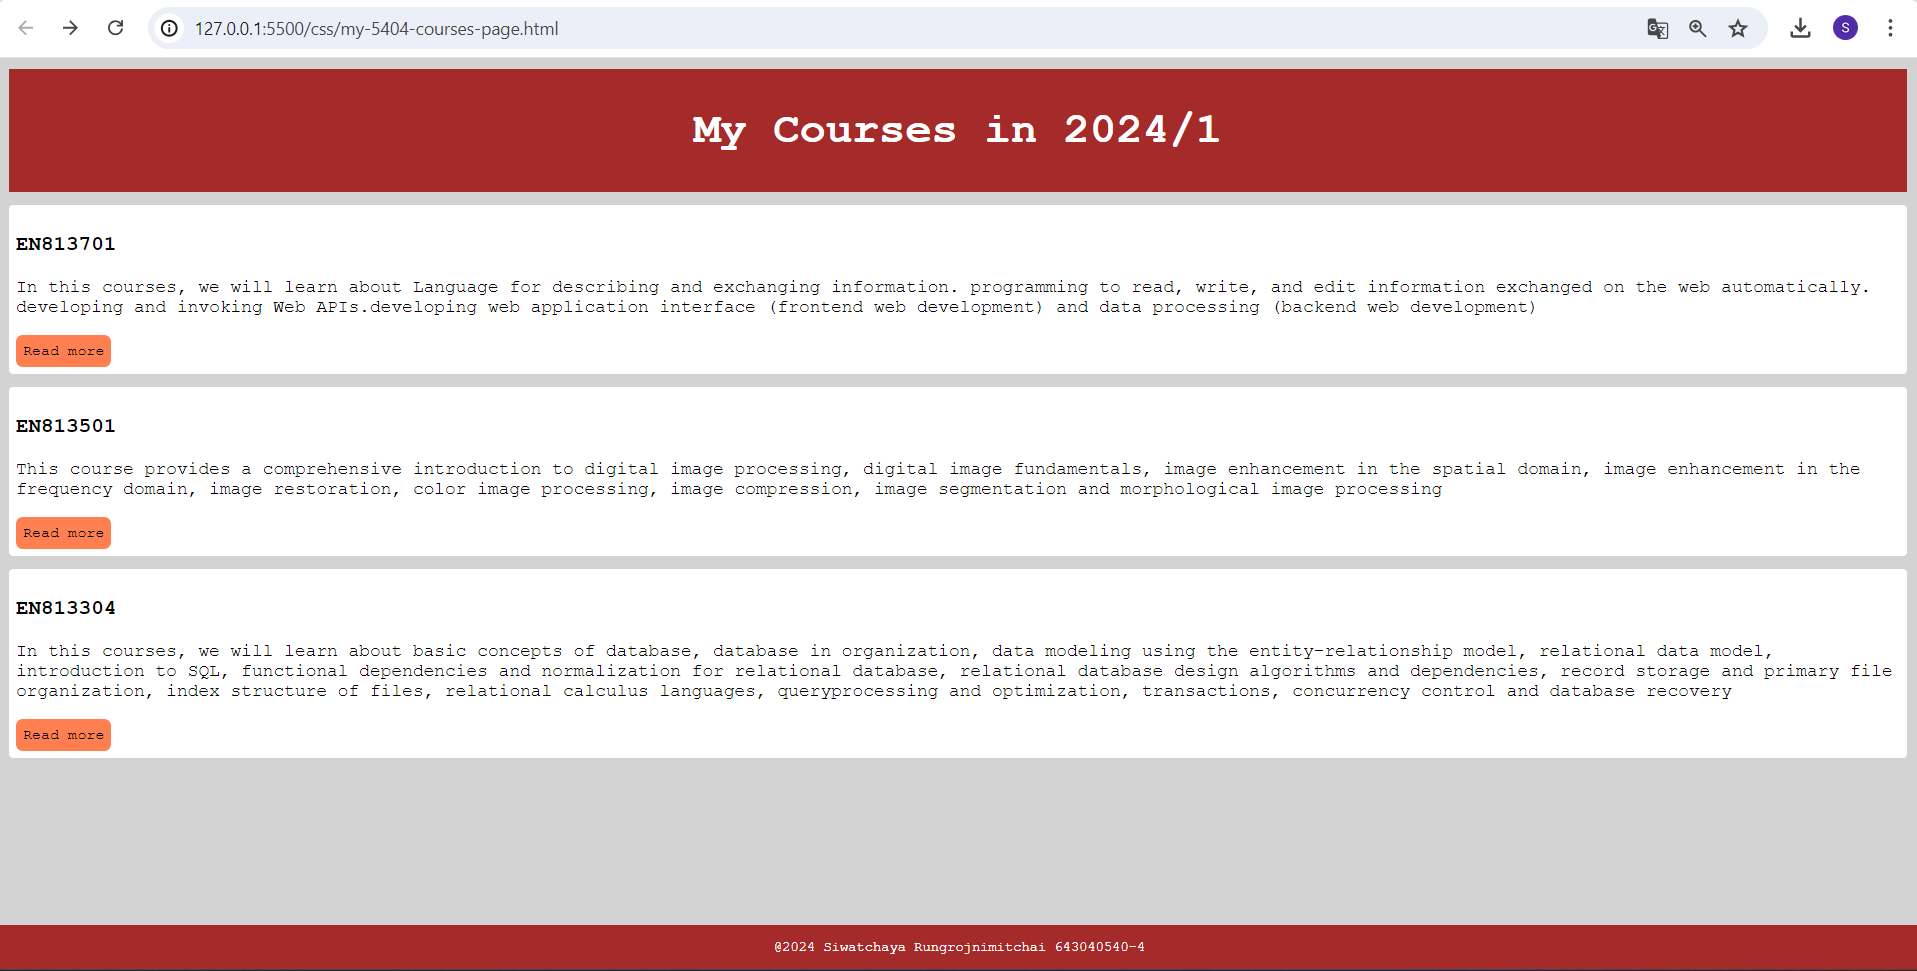 127.0.0.1:5500/css/my-5404-courses-page.html
S
My Courses in 2024/1
EN813701
In this courses, we will learn about Language for describing and exchanging information. programming to read, write, and edit information exchanged on the web automatically.
developing and invoking Web APIs.developing web application interface (frontend web development) and data processing (backend web development)
Read more
EN813501
This course provides a comprehensive introduction to digital image processing, digital image fundamentals, image enhancement in the spatial domain, image enhancement in the
frequency domain, image restoration, color image processing, image compression, image segmentation and morphological image processing
Read more
EN813304
In this courses, we will learn about basic concepts of database, database in organization, data modeling using the entity-relationship model, relational data model,
introduction to SQL, functional dependencies and normalization for relational database, relational database design algorithms and dependencies, record storage and primary file
organization, index structure of files, relational calculus languages, queryprocessing and optimization, transactions, concurrency control and database recovery
Read more
@2024 Siwatchaya Rungrojnimitchai 643040540-4